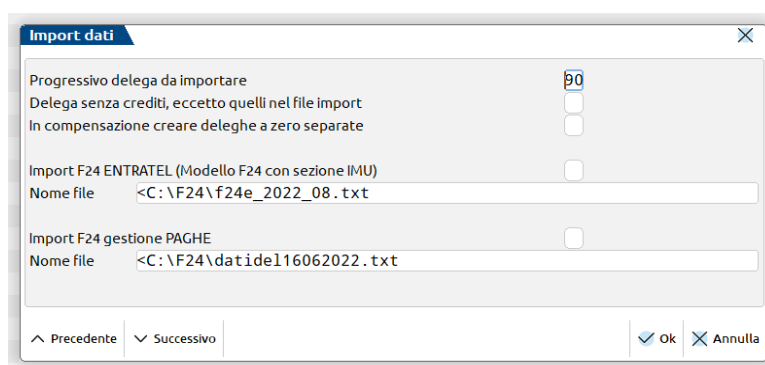 Import dati
Progressivo delega da importare 90
Delega senza crediti, eccetto quelli nel file import
In compensazione creare deleghe a zero separate
Import F24 ENTRATEL (Modello F24 con sezione IMU)
Nome file <C:\F24\f24e_2022_08.txt
Import F24 gestione PAGHE
Nome file <C:\F24\datidel16062022.txt
Precedente Successivo Ok Annulla